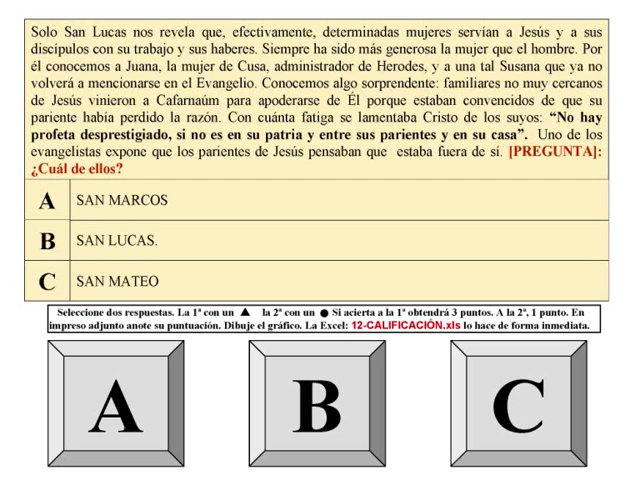 Solo San Lucas nos revela que, efectivamente, determinadas mujeres servían a Jesús y a sus
discípulos con su trabajo y sus haberes. Siempre ha sido más generosa la mujer que el hombre. Por
él conocemos a Juana, la mujer de Cusa, administrador de Herodes, y a una tal Susana que ya no
volverá a mencionarse en el Evangelio. Conocemos algo sorprendente: familiares no muy cercanos
de Jesús vinieron a Cafarnaúm para apoderarse de Él porque estaban convencidos de que su
pariente había perdido la razón. Con cuánta fatiga se lamentaba Cristo de los suyos: “No hay
profeta desprestigiado, si no es en su patria y entre sus parientes y en su casa”. Uno de los
evangelistas expone que los parientes de Jesús pensaban que estaba fuera de sí. [PREGUNTA]:
¿Cuál de ellos?
A SAN MARCOS
B SAN LUCAS.
C SAN MATEO
Seleccione dos respuestas. La 1ª con un ▲ la 2ª con un ● Si acierta a la 1ª obtendrá 3 puntos. A la 2ª, 1 punto. En
impreso adjunto anote su puntuación. Dibuje el gráfico. La Excel: 12-CALIFICACIÓN.xls lo hace de forma inmediata.
A B C